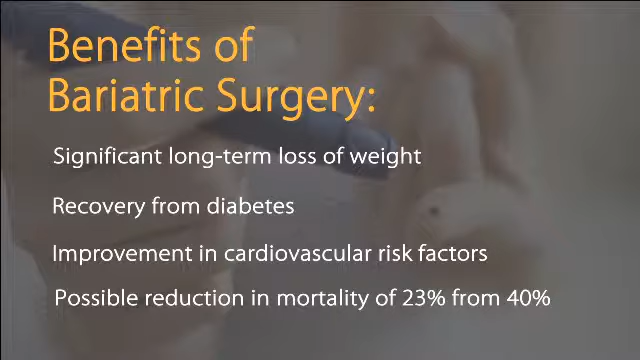 Benefits of
Bariatric Surgery:
Significant long-term loss of weight
Recovery from diabetes
Improvement in cardiovascular risk factors
Possible reduction in mortality of 23% from 40%